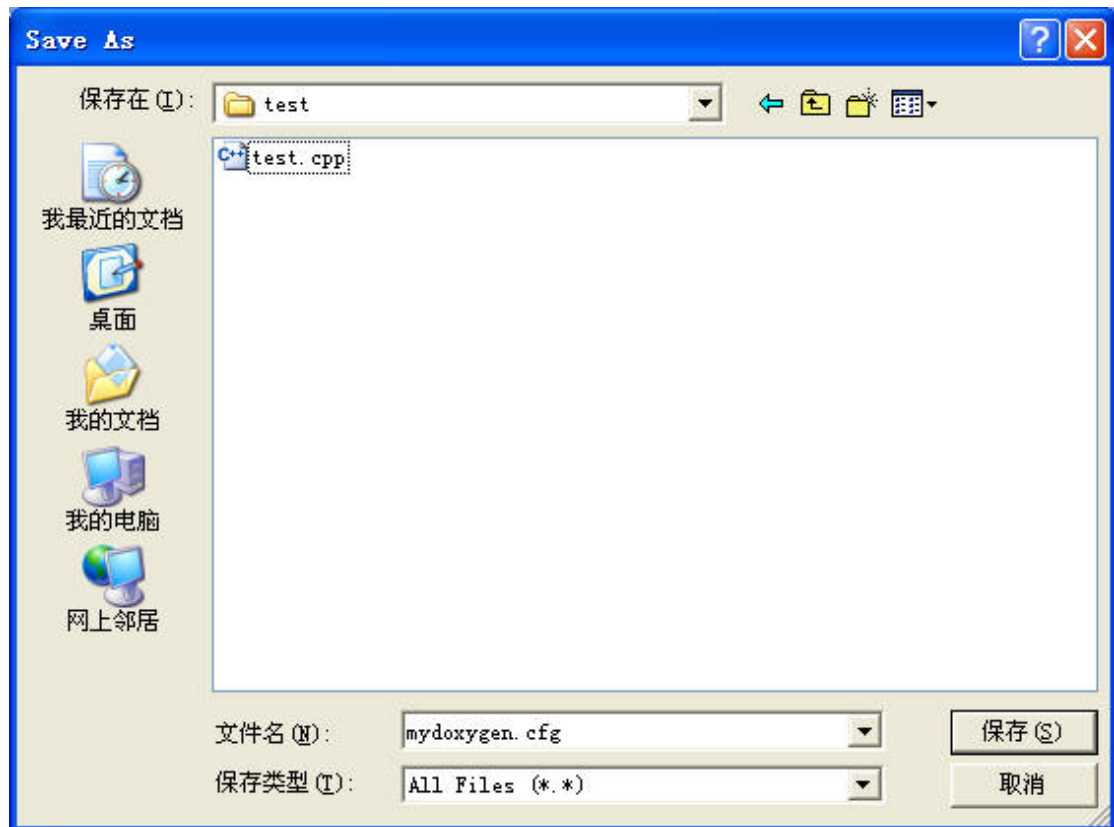 Save As
保存在(I):
test
C++ test.cpp
我最近的文档
桌面
我的文档
我的电脑
网上邻居
文件名(N):
mydoxygen.cfg
保存(S)
保存类型(T):
All Files (*.*)
取消